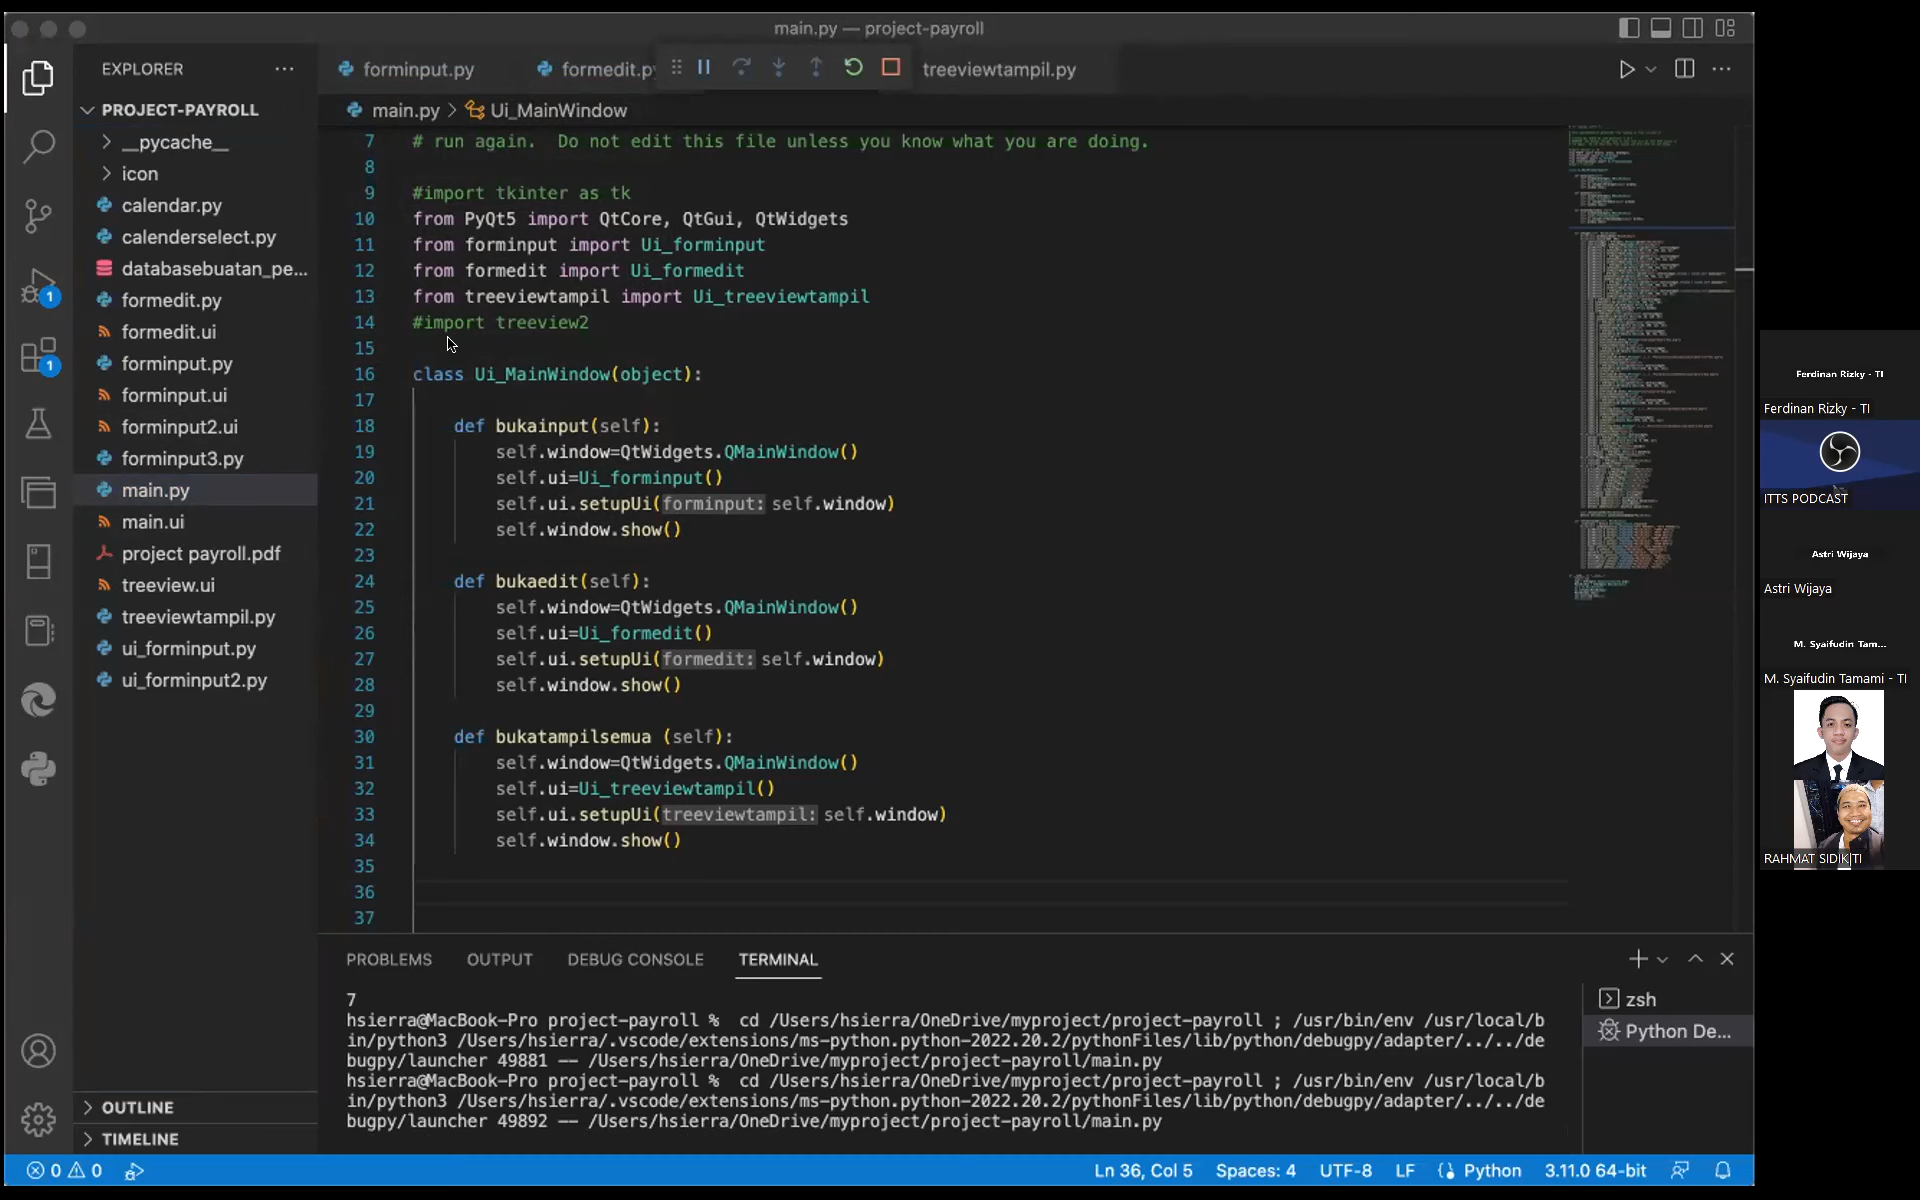 main.py — project-payroll
EXPLORER
forminput.py
formedit.py
treeviewtampil.py
PROJECT-PAYROLL
main.py > Ui_MainWindow
__pycache__
icon
calendar.py
calenderselect.py
databasebuatan_pe...
formedit.py
formedit.ui
forminput.py
forminput.ui
forminput2.ui
forminput3.py
main.py
main.ui
project payroll.pdf
treeview.ui
treeviewtampil.py
ui_forminput.py
ui_forminput2.py
OUTLINE
TIMELINE
1
1
7 # run again.  Do not edit this file unless you know what you are doing.
8
9 #import tkinter as tk
10 from PyQt5 import QtCore, QtGui, QtWidgets
11 from forminput import Ui_forminput
12 from formedit import Ui_formedit
13 from treeviewtampil import Ui_treeviewtampil
14 #import treeview2
15
16 class Ui_MainWindow(object):
17
18 def bukainput(self):
19 self.window=QtWidgets.QMainWindow()
20 self.ui=Ui_forminput()
21 self.ui.setupUi(forminput: self.window)
22 self.window.show()
23
24 def bukaedit(self):
25 self.window=QtWidgets.QMainWindow()
26 self.ui=Ui_formedit()
27 self.ui.setupUi(formedit: self.window)
28 self.window.show()
29
30 def bukatampilsemua (self):
31 self.window=QtWidgets.QMainWindow()
32 self.ui=Ui_treeviewtampil()
33 self.ui.setupUi(treeviewtampil: self.window)
34 self.window.show()
35
36
37
PROBLEMS OUTPUT DEBUG CONSOLE TERMINAL
7
hsierra@MacBook-Pro project-payroll %  cd /Users/hsierra/OneDrive/myproject/project-payroll ; /usr/bin/env /usr/local/b
in/python3 /Users/hsierra/.vscode/extensions/ms-python.python-2022.20.2/pythonFiles/lib/python/debugpy/adapter/../../de
bugpy/launcher 49881 -- /Users/hsierra/OneDrive/myproject/project-payroll/main.py
hsierra@MacBook-Pro project-payroll %  cd /Users/hsierra/OneDrive/myproject/project-payroll ; /usr/bin/env /usr/local/b
in/python3 /Users/hsierra/.vscode/extensions/ms-python.python-2022.20.2/pythonFiles/lib/python/debugpy/adapter/../../de
bugpy/launcher 49892 -- /Users/hsierra/OneDrive/myproject/project-payroll/main.py
zsh
Python De...
0 0
Ln 36, Col 5 Spaces: 4 UTF-8 LF Python 3.11.0 64-bit
Ferdinan Rizky - TI
Ferdinan Rizky - TI
ITTS PODCAST
Astri Wijaya
Astri Wijaya
M. Syaifudin Tam...
M. Syaifudin Tamami - TI
RAHMAT SIDIK|TI